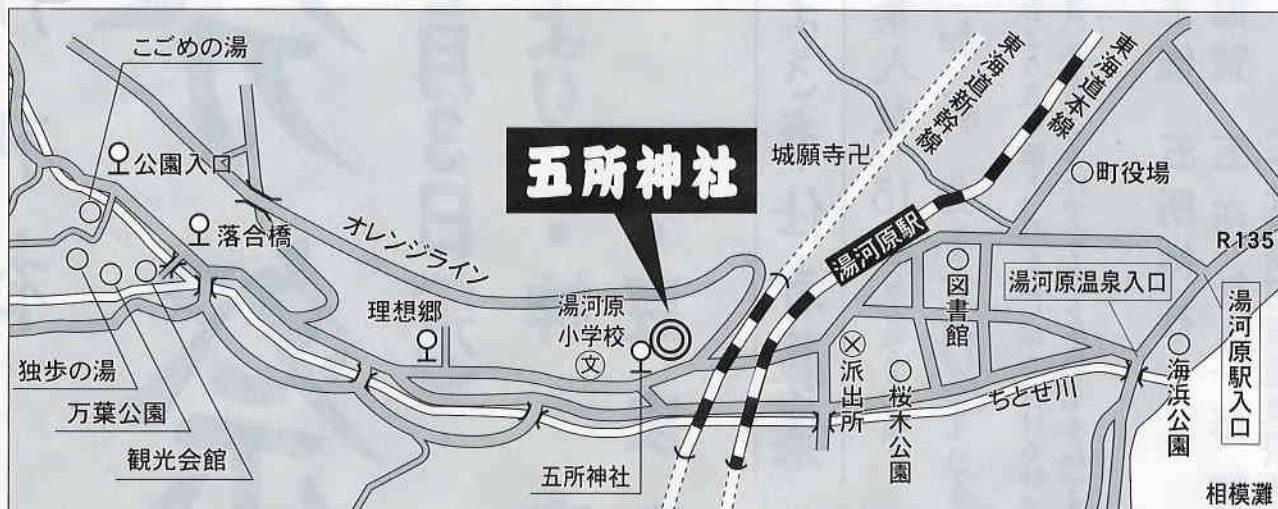 こごめの湯
公園入口
落合橋
オレンジライン
理想郷
独歩の湯
万葉公園
観光会館
五所神社
湯河原
小学校
文
五所神社
城願寺卍
東海道新幹線
東海道本線
湯河原駅
町役場
R135
図書館
湯河原温泉入口
湯河原駅入口
派出所
桜木公園
ちとせ川
海浜公園
相模灘